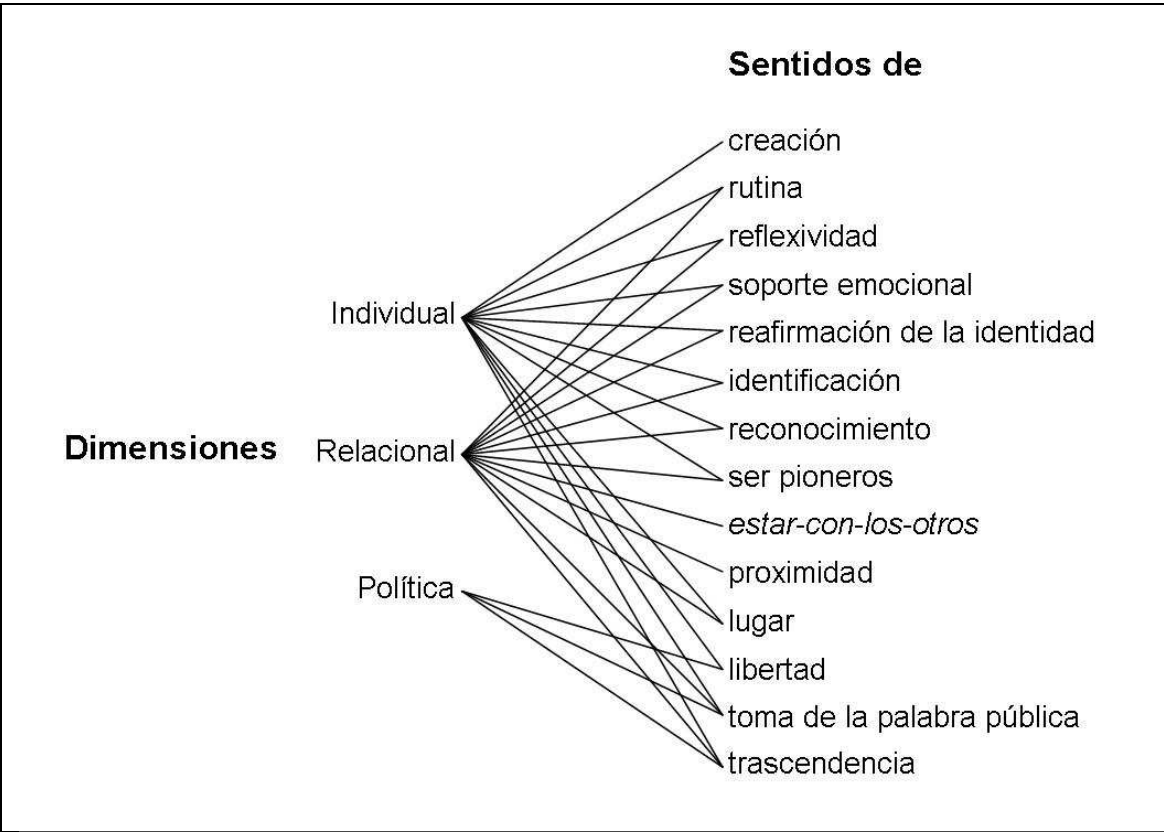 Sentidos de
creación
rutina
reflexividad
soporte emocional
Individual
reafirmación de la identidad
identificación
reconocimiento
Dimensiones
Relacional
ser pioneros
estar-con-los-otros
proximidad
Política
lugar
libertad
toma de la palabra pública
trascendencia